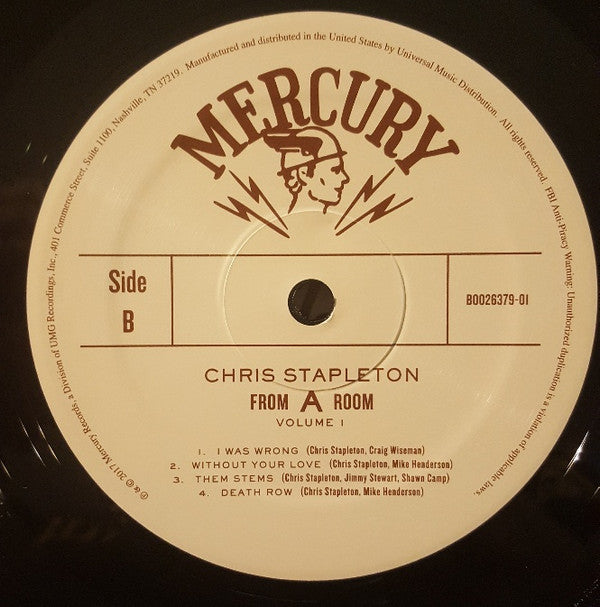 MERCURY
Side
B
B0026379-01
CHRIS STAPLETON
FROM A ROOM
VOLUME 1
1. I WAS WRONG (Chris Stapleton, Craig Wiseman)
2. WITHOUT YOUR LOVE (Chris Stapleton, Mike Henderson)
3. THEM STEMS (Chris Stapleton, Jimmy Stewart, Shawn Camp)
4. DEATH ROW (Chris Stapleton, Mike Henderson)
℗ & © 2017 Mercury Records, a Division of UMG Recordings, Inc., 401 Commerce Street, Suite 1100, Nashville, TN 37219. Manufactured and distributed in the United States by Universal Music Distribution. All rights reserved. FBI Anti-Piracy Warning: Unauthorized duplication is a violation of applicable laws.